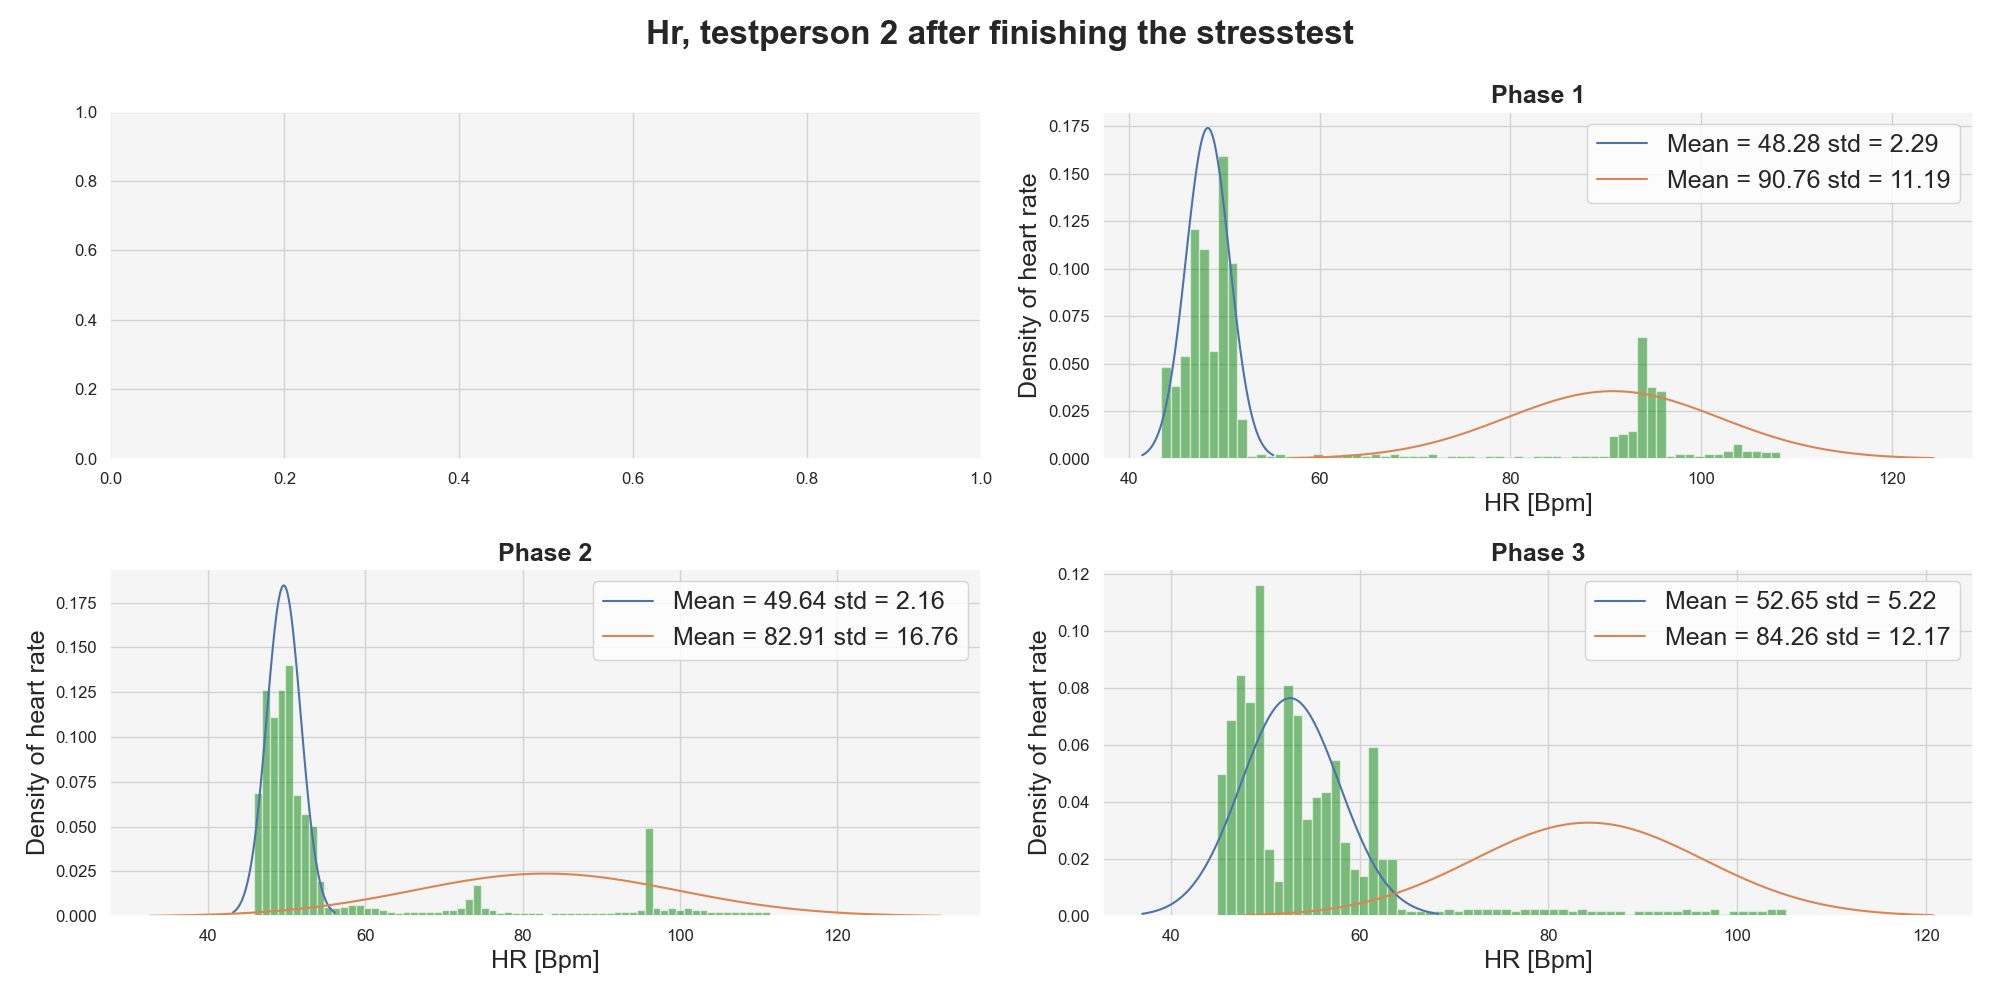 Hr, testperson 2 after finishing the stresstest
1.0
0.8
0.6
0.4
0.2
0.0
0.0 0.2 0.4 0.6 0.8 1.0
Phase 1
Density of heart rate
0.175
0.150
0.125
0.100
0.075
0.050
0.025
0.000
Mean = 48.28 std = 2.29
Mean = 90.76 std = 11.19
40 60 80 100 120
HR [Bpm]
Phase 2
Density of heart rate
0.175
0.150
0.125
0.100
0.075
0.050
0.025
0.000
Mean = 49.64 std = 2.16
Mean = 82.91 std = 16.76
40 60 80 100 120
HR [Bpm]
Phase 3
Density of heart rate
0.12
0.10
0.08
0.06
0.04
0.02
0.00
Mean = 52.65 std = 5.22
Mean = 84.26 std = 12.17
40 60 80 100 120
HR [Bpm]